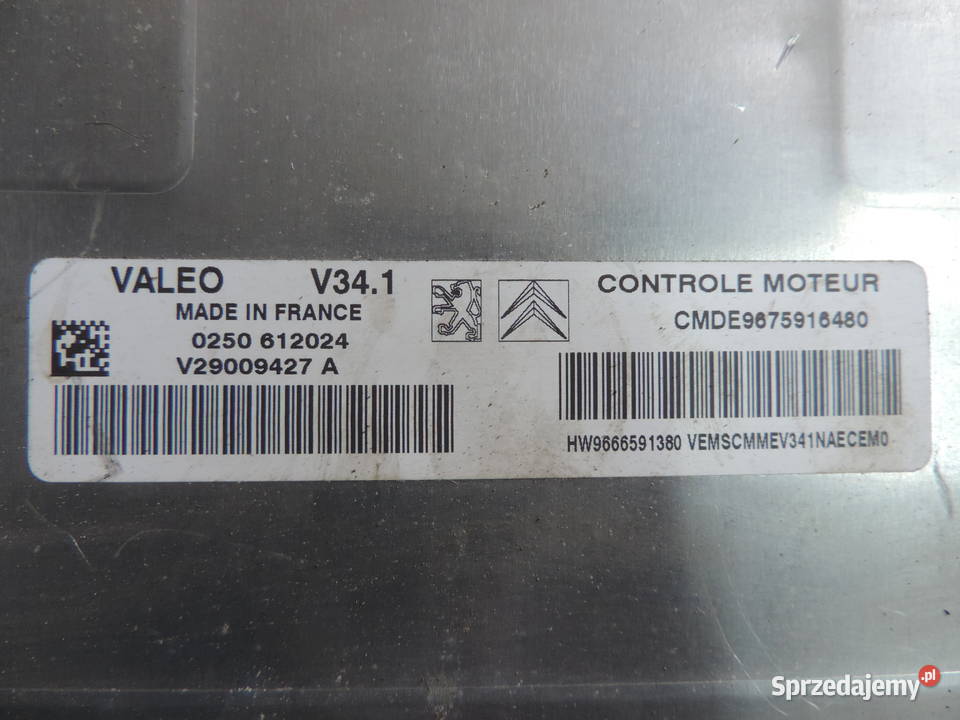 VALEO V34.1
MADE IN FRANCE
0250 612024
V29009427 A
CONTROLE MOTEUR
CMDE9675916480
HW9666591380 VEMSCMMEV341NAECEM0
Sprzedajemy.pl